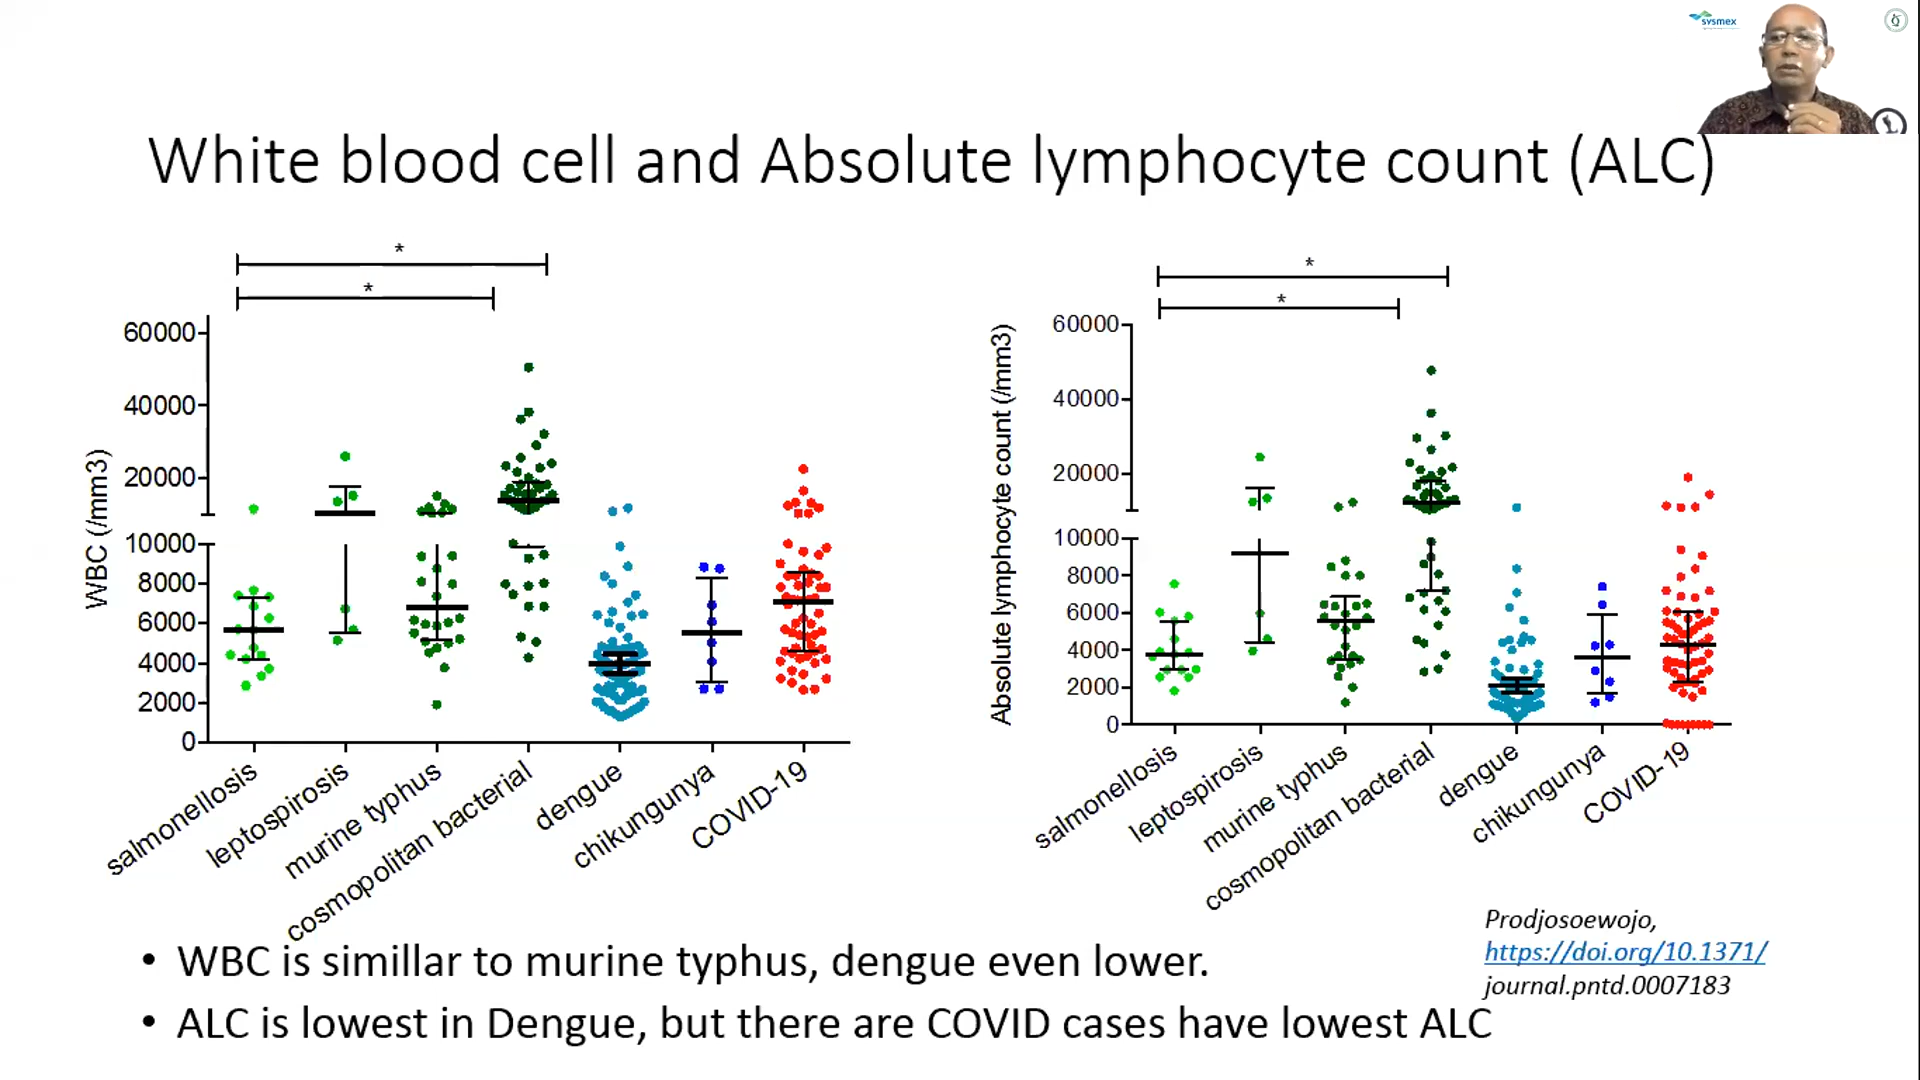 sysmex
White blood cell and Absolute lymphocyte count (ALC)
*
*
WBC (/mm3)
60000
40000
20000
10000
8000
6000
4000
2000
0
salmonellosis
leptospirosis
murine typhus
cosmopolitan bacterial
dengue
chikungunya
COVID-19
*
*
Absolute lymphocyte count (/mm3)
60000
40000
20000
10000
8000
6000
4000
2000
0
salmonellosis
leptospirosis
murine typhus
cosmopolitan bacterial
dengue
chikungunya
COVID-19
Prodjosoewojo,
https://doi.org/10.1371/
journal.pntd.0007183
• WBC is simillar to murine typhus, dengue even lower.
• ALC is lowest in Dengue, but there are COVID cases have lowest ALC